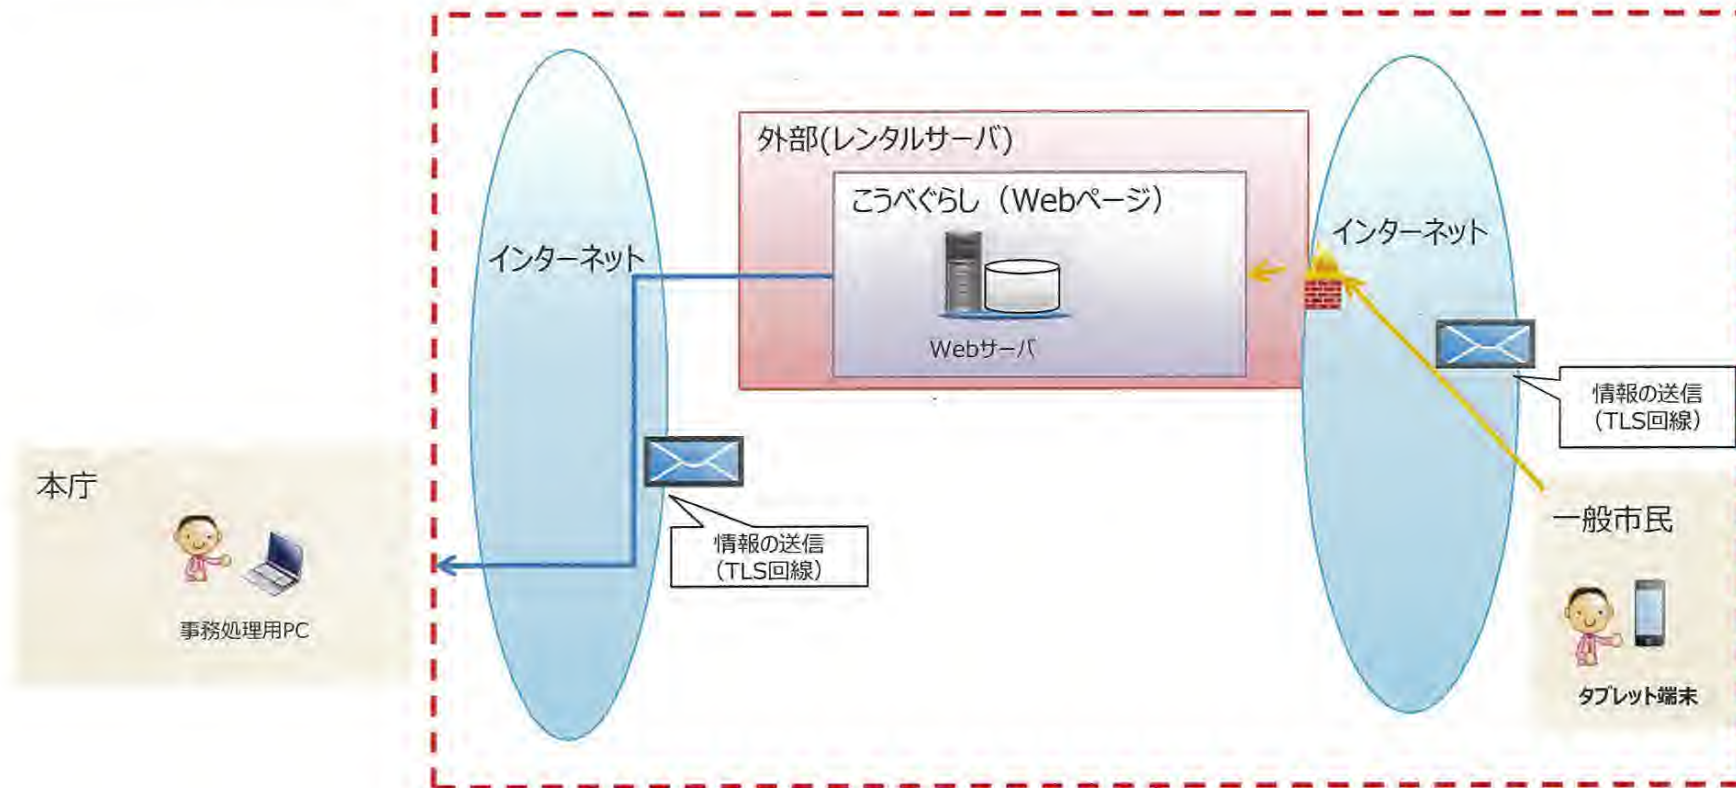 外部(レンタルサーバ)
こうべぐらし（Webページ）
インターネット
インターネット
Webサーバ
情報の送信
（TLS回線）
本庁
一般市民
情報の送信
（TLS回線）
事務処理用PC
タブレット端末